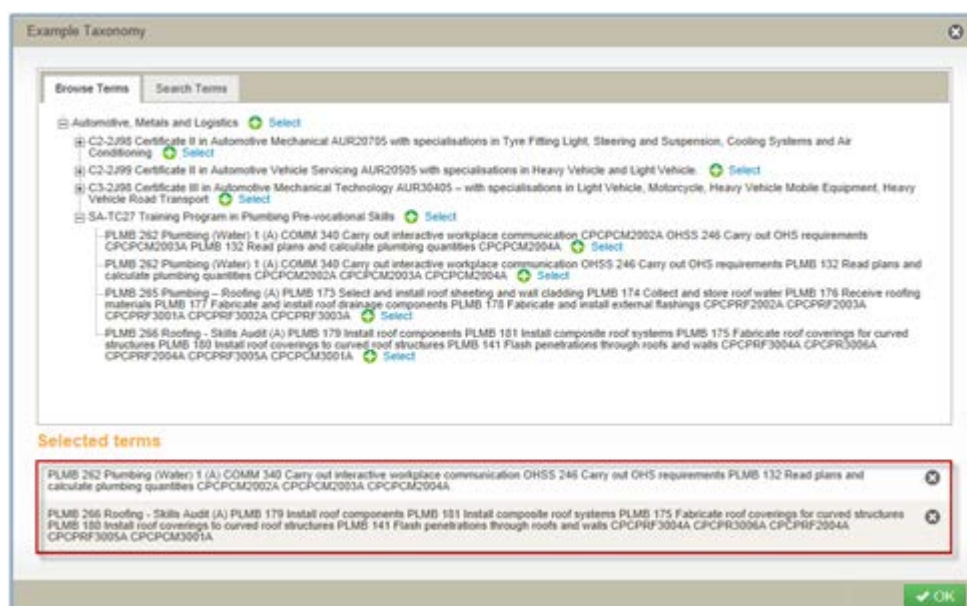 Example Taxonomy
Browse Terms
Search Terms
Automotive, Metals and Logistics Select
C2-2J98 Certificate II in Automotive Mechanical AUR20705 with specialisations in Tyre Fitting Light, Steering and Suspension, Cooling Systems and Air
Conditioning Select
C2-2J99 Certificate II in Automotive Vehicle Servicing AUR20505 with specialisations in Heavy Vehicle and Light Vehicle. Select
C3-2J98 Certificate III in Automotive Mechanical Technology AUR30405 – with specialisations in Light Vehicle, Motorcycle, Heavy Vehicle Mobile Equipment, Heavy
Vehicle Road Transport Select
SA-TC27 Training Program in Plumbing Pre-vocational Skills Select
PLMB 262 Plumbing (Water) 1 (A) COMM 340 Carry out interactive workplace communication CPCPCM2002A OHSS 246 Carry out OHS requirements
CPCPCM2003A PLMB 132 Read plans and calculate plumbing quantities CPCPCM2004A Select
PLMB 262 Plumbing (Water) 1 (A) COMM 340 Carry out interactive workplace communication OHSS 246 Carry out OHS requirements PLMB 132 Read plans and
calculate plumbing quantities CPCPCM2002A CPCPCM2003A CPCPCM2004A Select
PLMB 265 Plumbing – Roofing (A) PLMB 173 Select and install roof sheeting and wall cladding PLMB 174 Collect and store roof water PLMB 176 Receive roofing
materials PLMB 177 Fabricate and install roof drainage components PLMB 178 Fabricate and install external flashings CPCPRF2002A CPCPRF2003A
CPCPRF3001A CPCPRF3002A CPCPRF3003A Select
PLMB 266 Roofing - Skills Audit (A) PLMB 179 Install roof components PLMB 181 Install composite roof systems PLMB 175 Fabricate roof coverings for curved
structures PLMB 180 Install roof coverings to curved roof structures PLMB 141 Flash penetrations through roofs and walls CPCPRF3004A CPCPR3006A
CPCPRF2004A CPCPRF3005A CPCPCM3001A Select
Selected terms
PLMB 262 Plumbing (Water) 1 (A) COMM 340 Carry out interactive workplace communication OHSS 246 Carry out OHS requirements PLMB 132 Read plans and
calculate plumbing quantities CPCPCM2002A CPCPCM2003A CPCPCM2004A
PLMB 266 Roofing - Skills Audit (A) PLMB 179 Install roof components PLMB 181 Install composite roof systems PLMB 175 Fabricate roof coverings for curved structures
PLMB 180 Install roof coverings to curved roof structures PLMB 141 Flash penetrations through roofs and walls CPCPRF3004A CPCPR3006A CPCPRF2004A
CPCPRF3005A CPCPCM3001A
OK